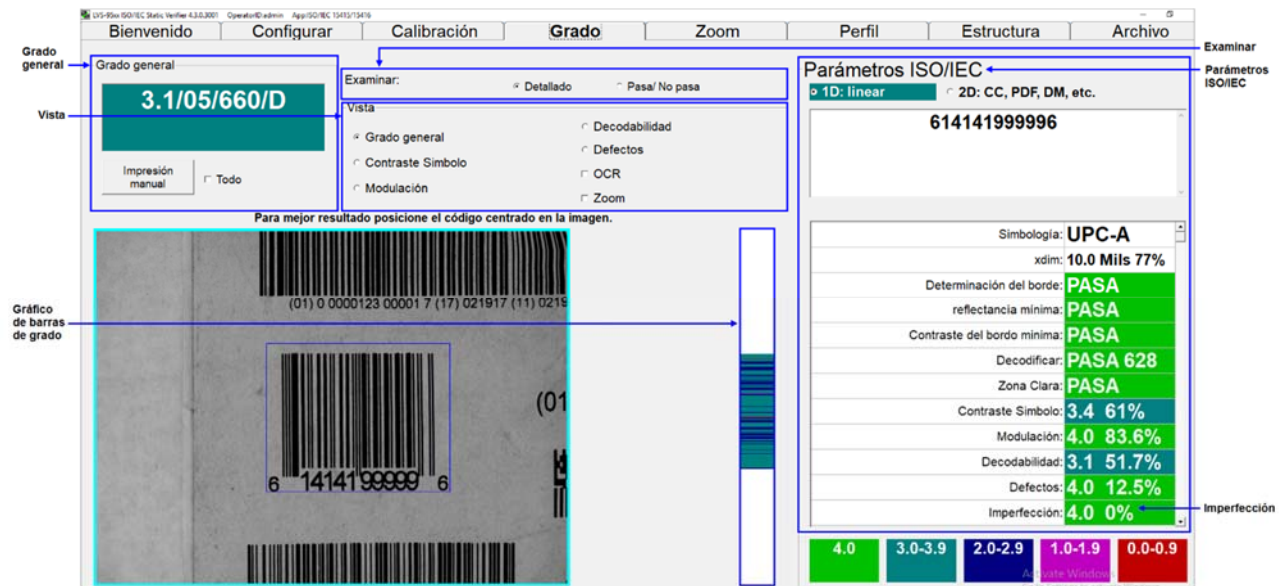 LVS-95xx ISO/IEC Static Verifier 4.3.0.3001 OperatorID:admin App:ISO/IEC 15415/15416
Bienvenido Configurar Calibración Grado Zoom Perfil Estructura Archivo
Grado general
Grado general
3.1/05/660/D
Impresión manual
Todo
Vista
Examinar:
Detallado
Pasa/ No pasa
Examinar
Vista
Grado general
Contraste Simbolo
Modulación
Decodabilidad
Defectos
OCR
Zoom
Para mejor resultado posicione el código centrado en la imagen.
Gráfico de barras de grado
(01) 0 0000123 00001 7 (17) 021917 (11) 0219
(01
6 14141 99999 6
Parámetros ISO/IEC
Parámetros ISO/IEC
1D: linear
2D: CC, PDF, DM, etc.
614141999996
Simbología: UPC-A
xdim: 10.0 Mils 77%
Determinación del borde: PASA
reflectancia mínima: PASA
Contraste del bordo minima: PASA
Decodificar: PASA 628
Zona Clara: PASA
Contraste Simbolo: 3.4 61%
Modulación: 4.0 83.6%
Decodabilidad: 3.1 51.7%
Defectos: 4.0 12.5%
Imperfección: 4.0 0%
Imperfección
4.0 3.0-3.9 2.0-2.9 1.0-1.9 0.0-0.9
Activate Windows